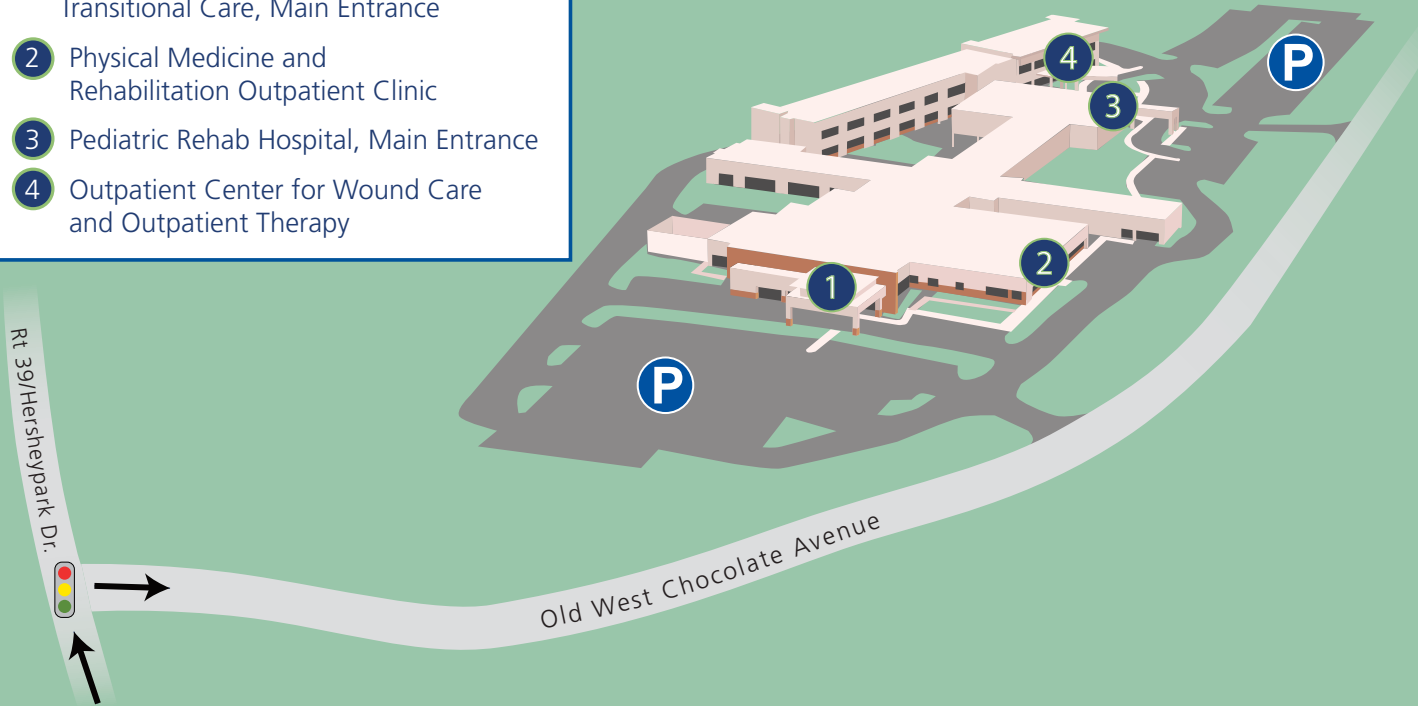 Transitional Care, Main Entrance
2 Physical Medicine and
Rehabilitation Outpatient Clinic
3 Pediatric Rehab Hospital, Main Entrance
4 Outpatient Center for Wound Care
and Outpatient Therapy
4
P
3
2
1
P
Rt 39/Hersheypark Dr.
Old West Chocolate Avenue